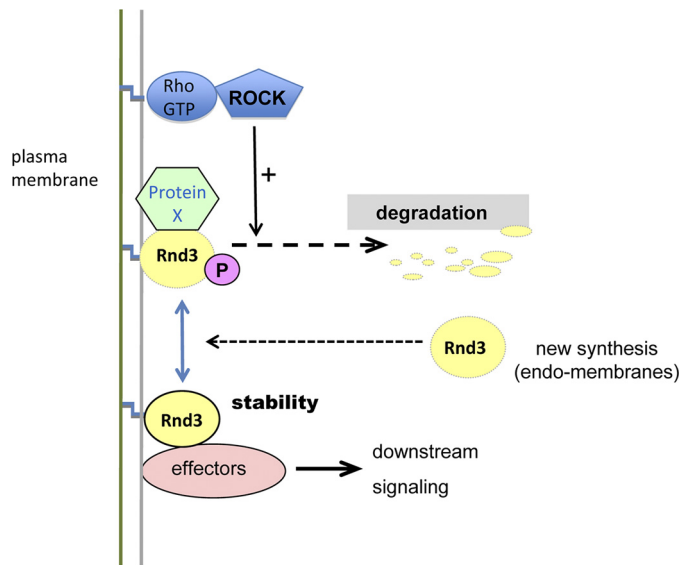 Rho
GTP
ROCK
plasma
membrane
+
Protein
X
degradation
Rnd3
P
Rnd3
new synthesis
(endo-membranes)
stability
Rnd3
effectors
downstream
signaling